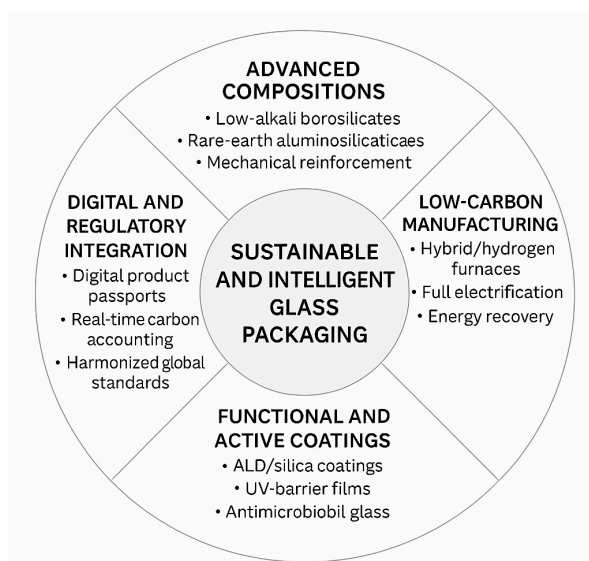 ADVANCED
COMPOSITIONS
• Low-alkali borosilicates
• Rare-earth aluminosilicaticaes
• Mechanical reinforcement
DIGITAL AND
REGULATORY
INTEGRATION
• Digital product
passports
• Real-time carbon
accounting
• Harmonized global
standards
SUSTAINABLE
AND INTELLIGENT
GLASS
PACKAGING
LOW-CARBON
MANUFACTURING
• Hybrid/hydrogen
furnaces
• Full electrification
• Energy recovery
FUNCTIONAL AND
ACTIVE COATINGS
• ALD/silica coatings
• UV-barrier films
• Antimicrobiobil glass